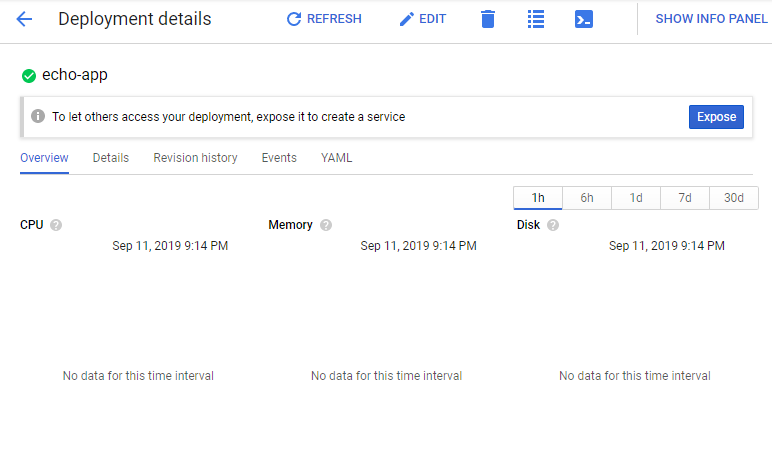 Deployment details REFRESH EDIT SHOW INFO PANEL
echo-app
To let others access your deployment, expose it to create a service Expose
Overview Details Revision history Events YAML
1h 6h 1d 7d 30d
CPU Memory Disk
Sep 11, 2019 9:14 PM Sep 11, 2019 9:14 PM Sep 11, 2019 9:14 PM
No data for this time interval No data for this time interval No data for this time interval